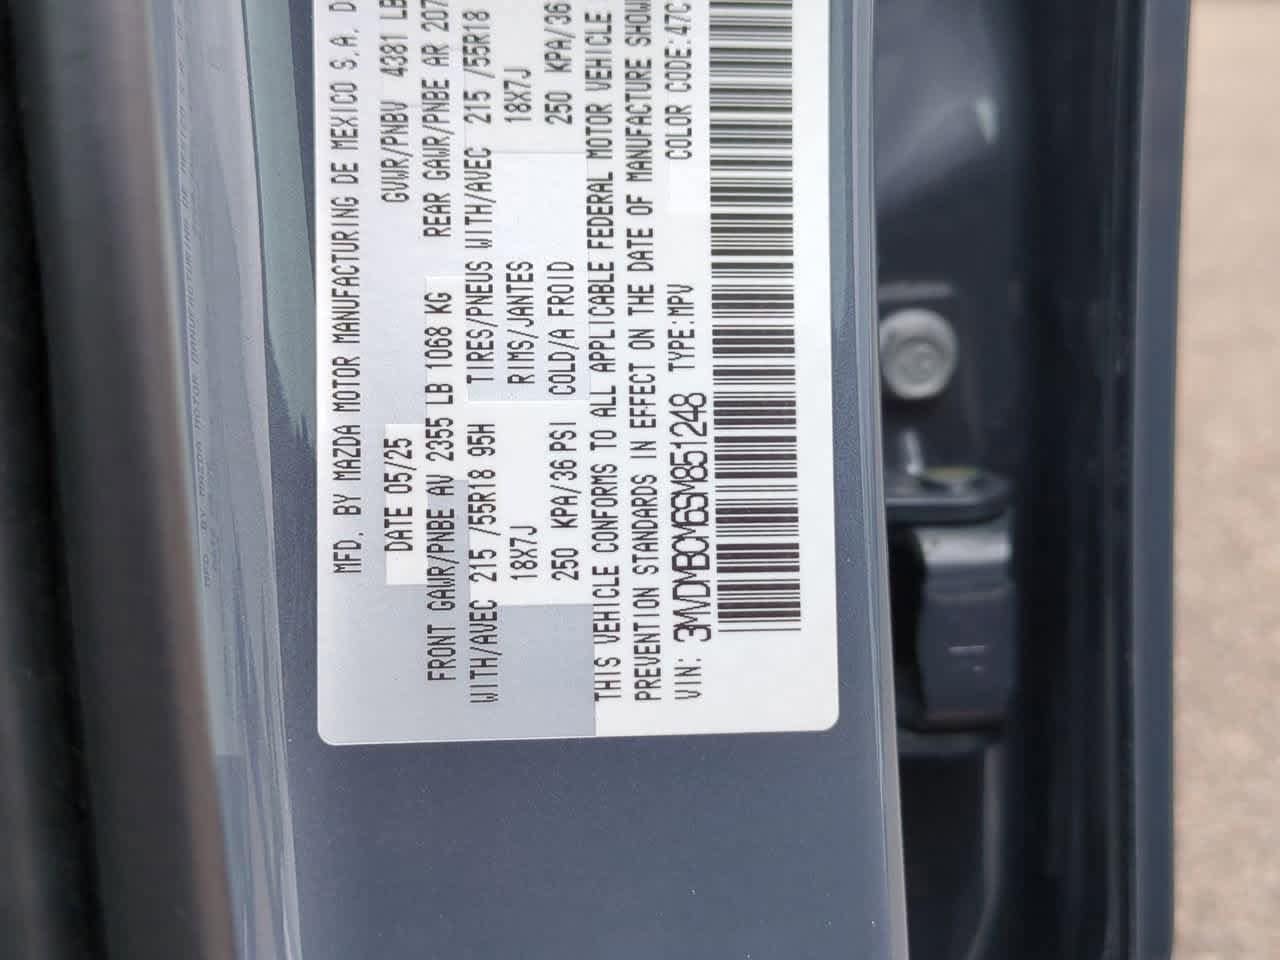 MFD. BY MAZDA MOTOR MANUFACTURING DE MEXICO S.A. D
DATE 05/25 GVWR/PNBV 4381 LB
FRONT GAWR/PNBE AV 2355 LB 1068 KG REAR GAWR/PNBE AR 207
WITH/AVEC 215 /55R18 95H TIRES/PNEUS WITH/AVEC 215 /55R18
18X7J RIMS/JANTES 18X7J
250 KPA/36 PSI COLD/A FROID 250 KPA/36
THIS VEHICLE CONFORMS TO ALL APPLICABLE FEDERAL MOTOR VEHICLE
PREVENTION STANDARDS IN EFFECT ON THE DATE OF MANUFACTURE SHOW
VIN: 3MVDMBCM6SM851248 TYPE:MPV COLOR CODE:47C